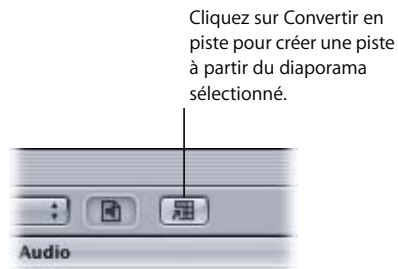 Cliquez sur Convertir en
piste pour créer une piste
à partir du diaporama
sélectionné.
Audio